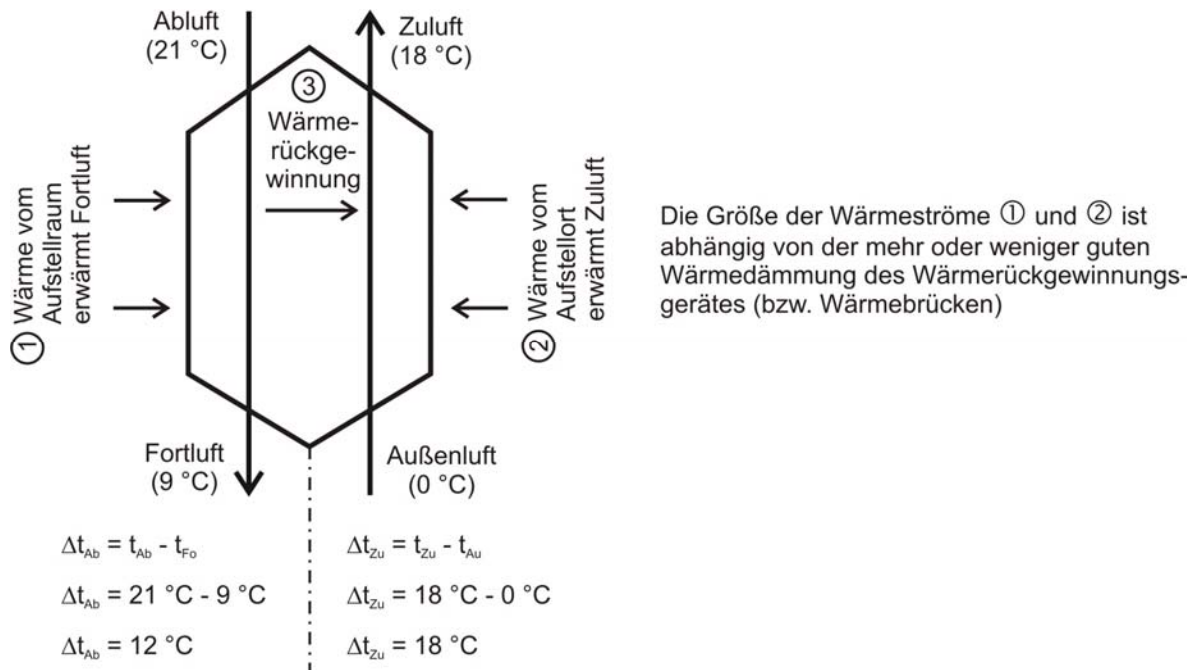 Abluft
(21 °C)
Zuluft
(18 °C)
③
Wärme-
rückge-
winnung
① Wärme vom
Aufstellraum
erwärmt Fortluft
② Wärme vom
Aufstellort
erwärmt Zuluft
Die Größe der Wärmeströme ① und ② ist
abhängig von der mehr oder weniger guten
Wärmedämmung des Wärmerückgewinnungs-
gerätes (bzw. Wärmebrücken)
Fortluft
(9 °C)
Außenluft
(0 °C)
Δt_Ab = t_Ab - t_Fo
Δt_Ab = 21 °C - 9 °C
Δt_Ab = 12 °C
Δt_Zu = t_Zu - t_Au
Δt_Zu = 18 °C - 0 °C
Δt_Zu = 18 °C